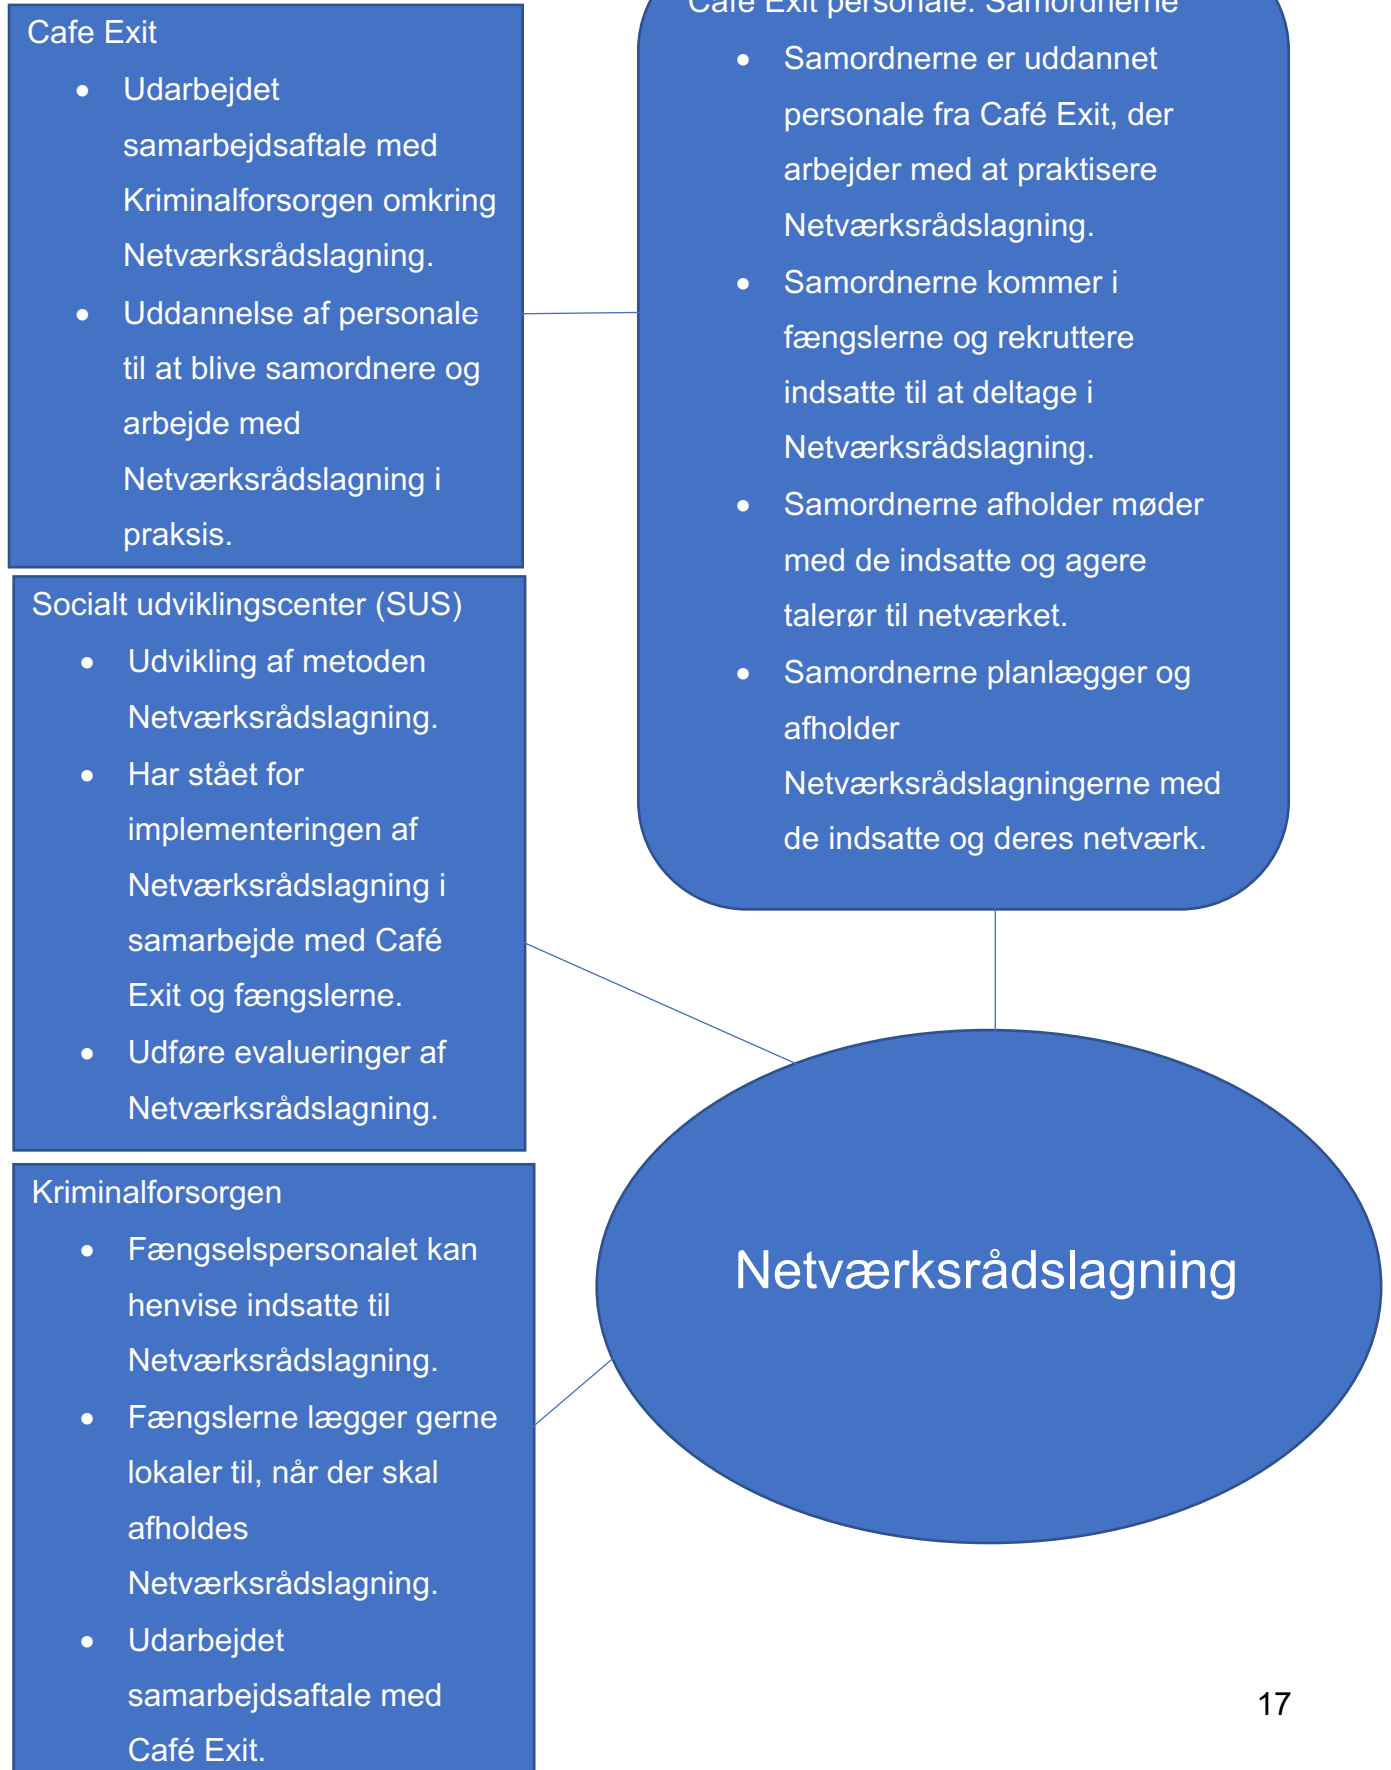 Cafe Exit
• Udarbejdet
samarbejdsaftale med
Kriminalforsorgen omkring
Netværksrådslagning.
• Uddannelse af personale
til at blive samordnere og
arbejde med
Netværksrådslagning i
praksis.
Cafe Exit personale: Samordnerne
• Samordnerne er uddannet
personale fra Café Exit, der
arbejder med at praktisere
Netværksrådslagning.
• Samordnerne kommer i
fængslerne og rekruttere
indsatte til at deltage i
Netværksrådslagning.
• Samordnerne afholder møder
med de indsatte og agere
talerør til netværket.
• Samordnerne planlægger og
afholder
Netværksrådslagningerne med
de indsatte og deres netværk.
Socialt udviklingscenter (SUS)
• Udvikling af metoden
Netværksrådslagning.
• Har stået for
implementeringen af
Netværksrådslagning i
samarbejde med Café
Exit og fængslerne.
• Udføre evalueringer af
Netværksrådslagning.
Kriminalforsorgen
• Fængselspersonalet kan
henvise indsatte til
Netværksrådslagning.
• Fængslerne lægger gerne
lokaler til, når der skal
afholdes
Netværksrådslagning.
• Udarbejdet
samarbejdsaftale med
Café Exit.
Netværksrådslagning
17